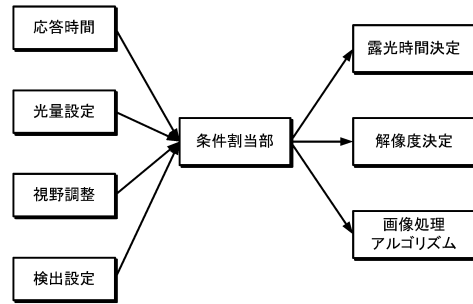 応答時間
光量設定
視野調整
検出設定
条件割当部
露光時間決定
解像度決定
画像処理
アルゴリズム